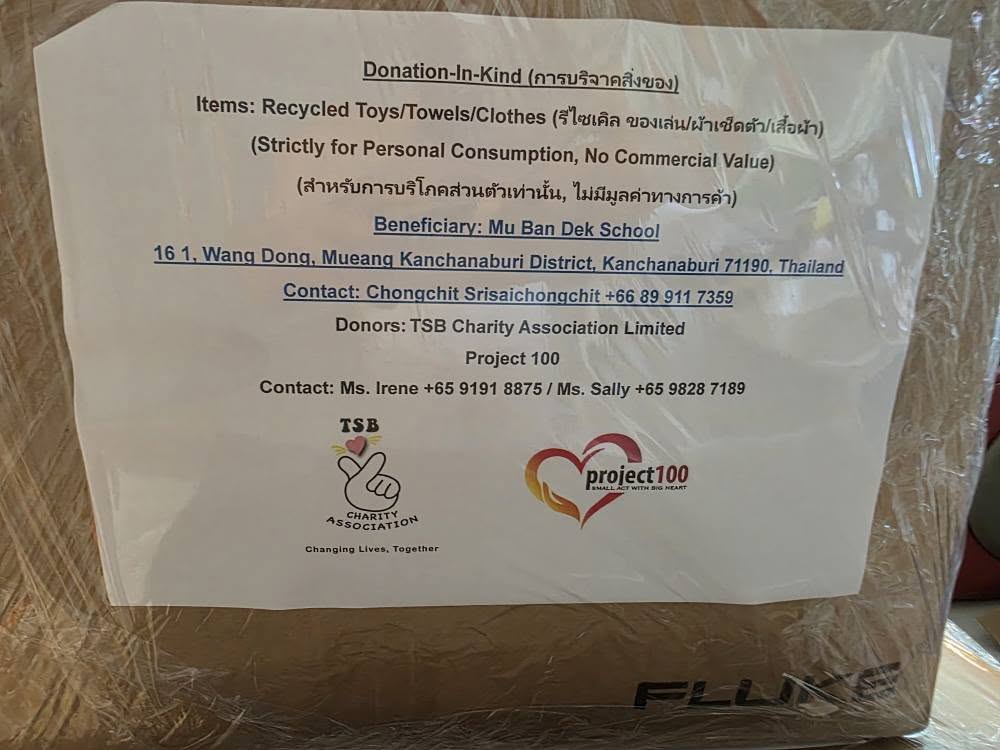 Donation-In-Kind (การบริจาคสิ่งของ)
Items: Recycled Toys/Towels/Clothes (รีไซเคิล ของเล่น/ผ้าเช็ดตัว/เสื้อผ้า)
(Strictly for Personal Consumption, No Commercial Value)
(สำหรับการบริโภคส่วนตัวเท่านั้น, ไม่มีมูลค่าทางการค้า)
Beneficiary: Mu Ban Dek School
16 1, Wang Dong, Mueang Kanchanaburi District, Kanchanaburi 71190, Thailand
Contact: Chongchit Srisaichongchit +66 89 911 7359
Donors: TSB Charity Association Limited
Project 100
Contact: Ms. Irene +65 9191 8875 / Ms. Sally +65 9828 7189
TSB
CHARITY
ASSOCIATION
Changing Lives, Together
project100
SMALL ACT WITH BIG HEART
FLUKE